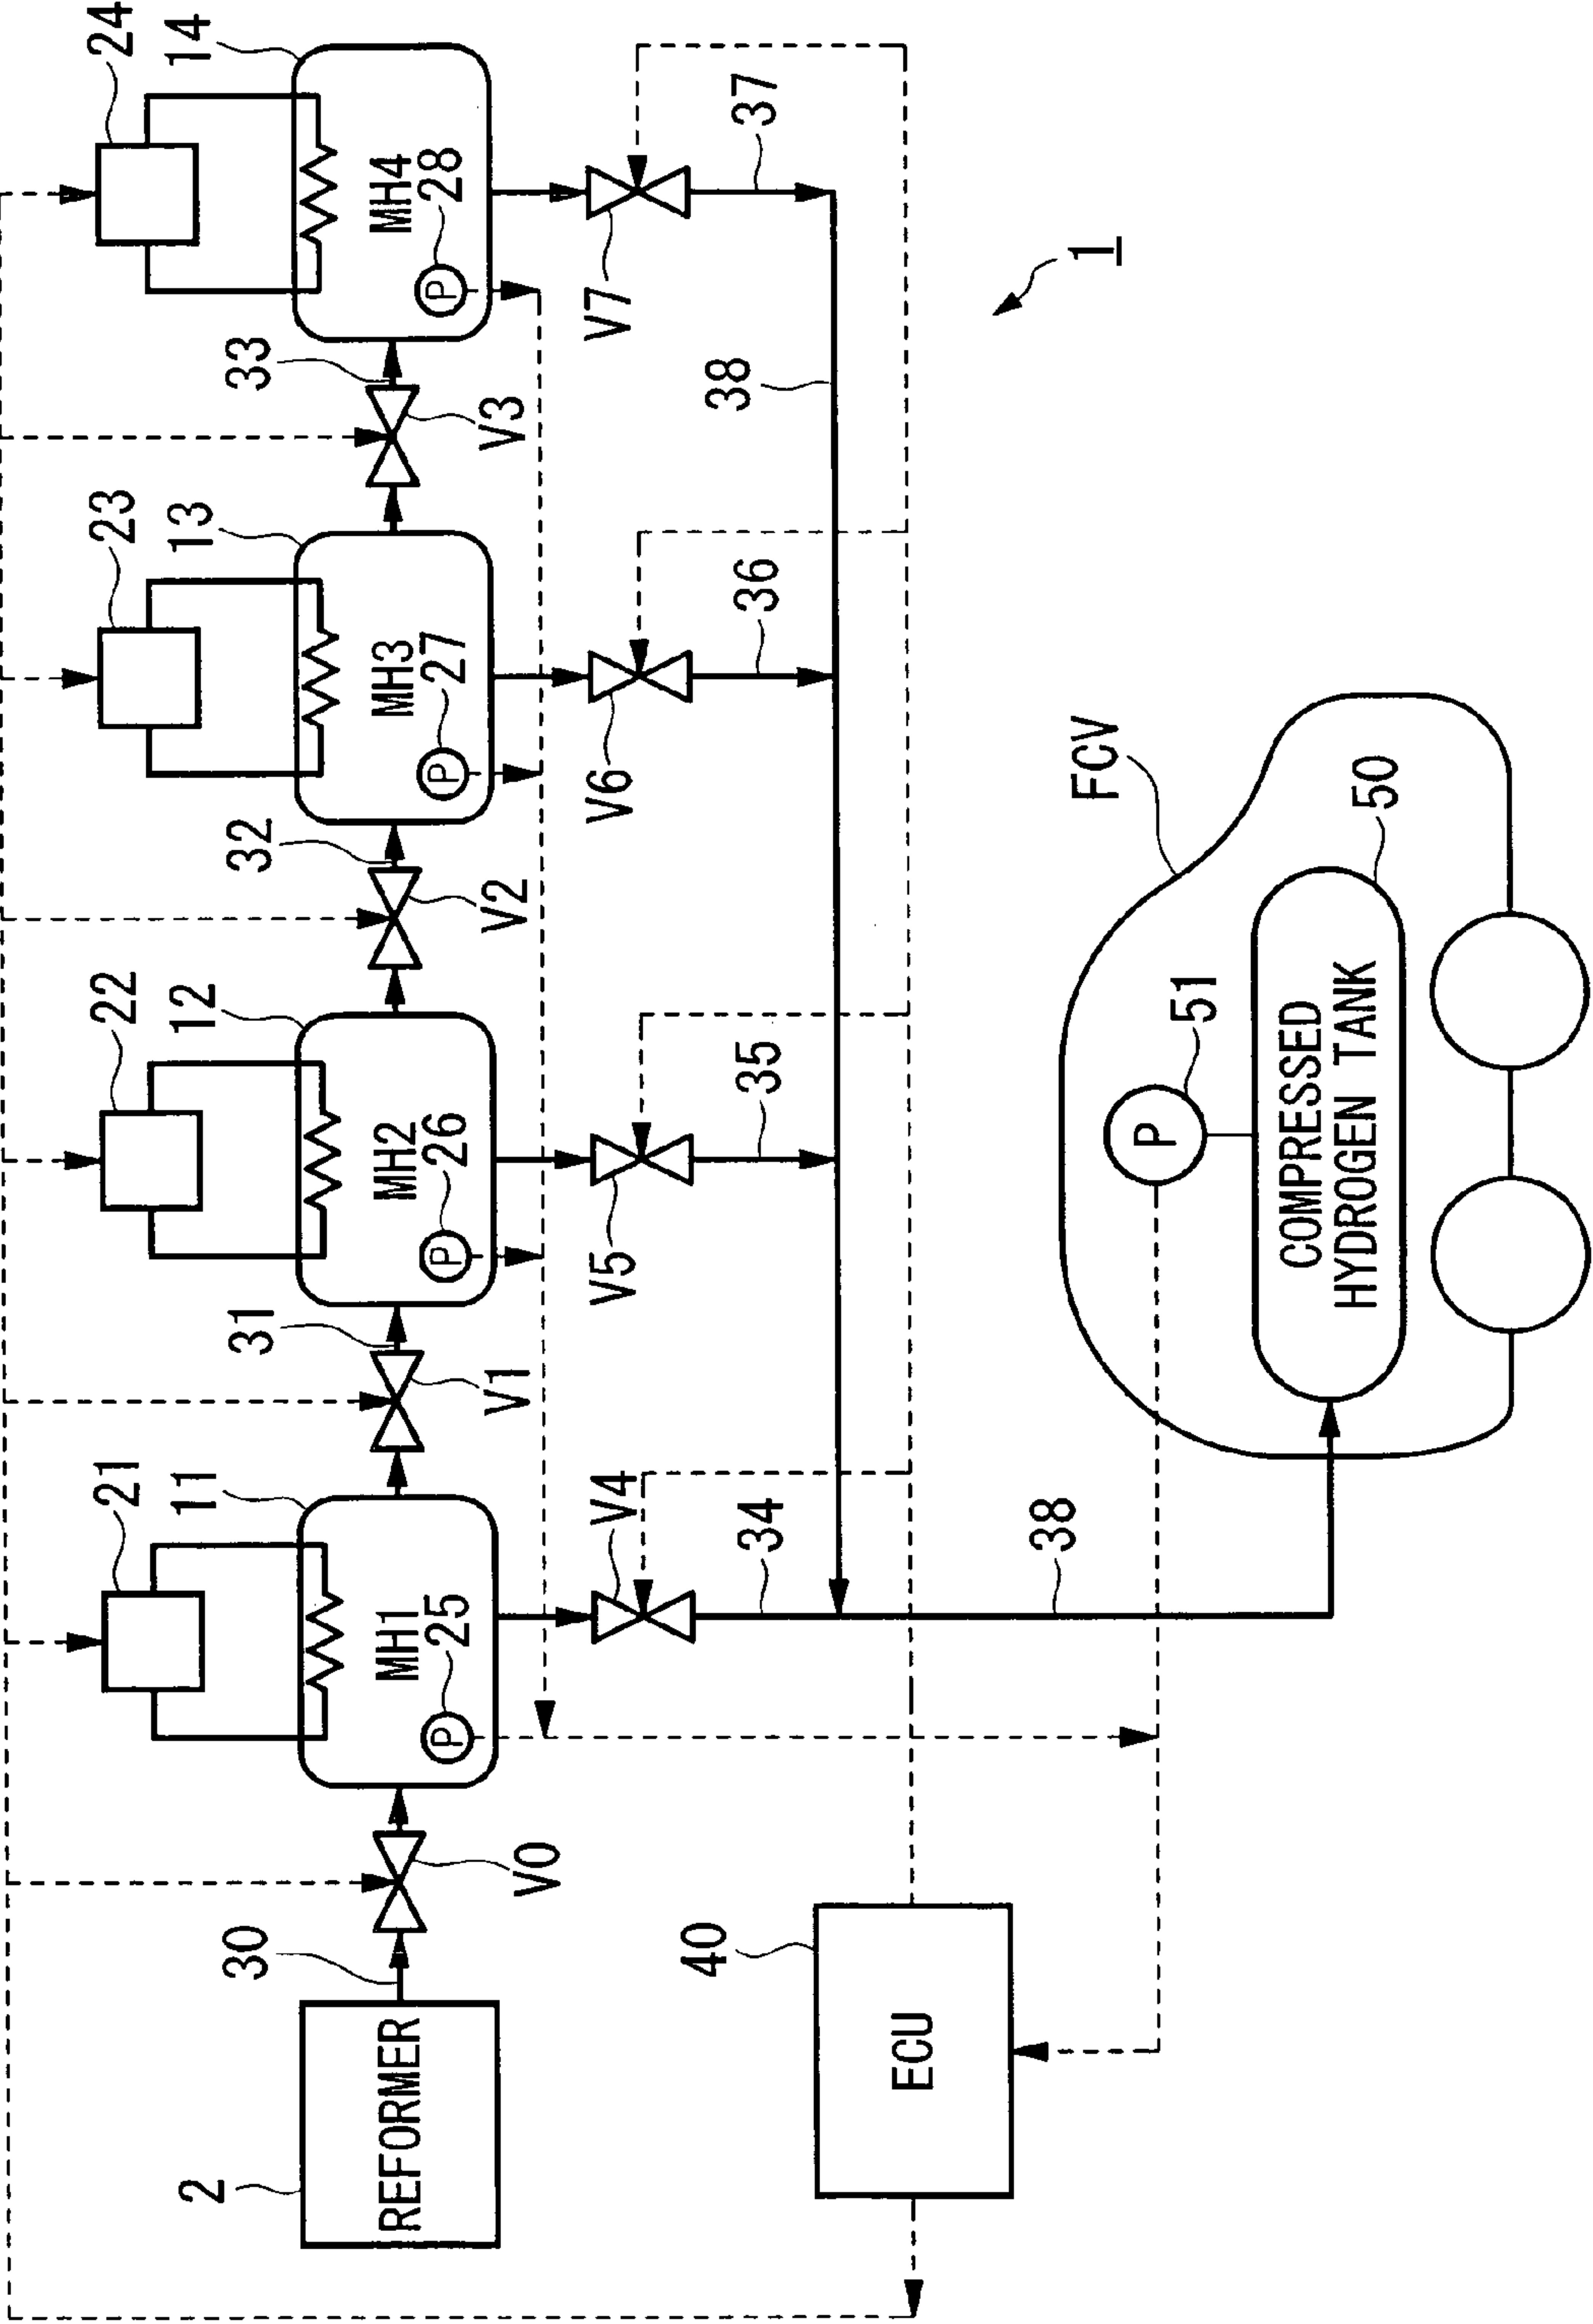 21
22
23
24
11
12
13
14
30
31
32
33
2
REFORMER
MH1
25
MH2
26
MH3
27
MH4
28
P
P
P
P
V0
V1
V2
V3
V4
V5
V6
V7
34
35
36
37
38
38
40
ECU
1
FCV
51
P
50
COMPRESSED
HYDROGEN TANK